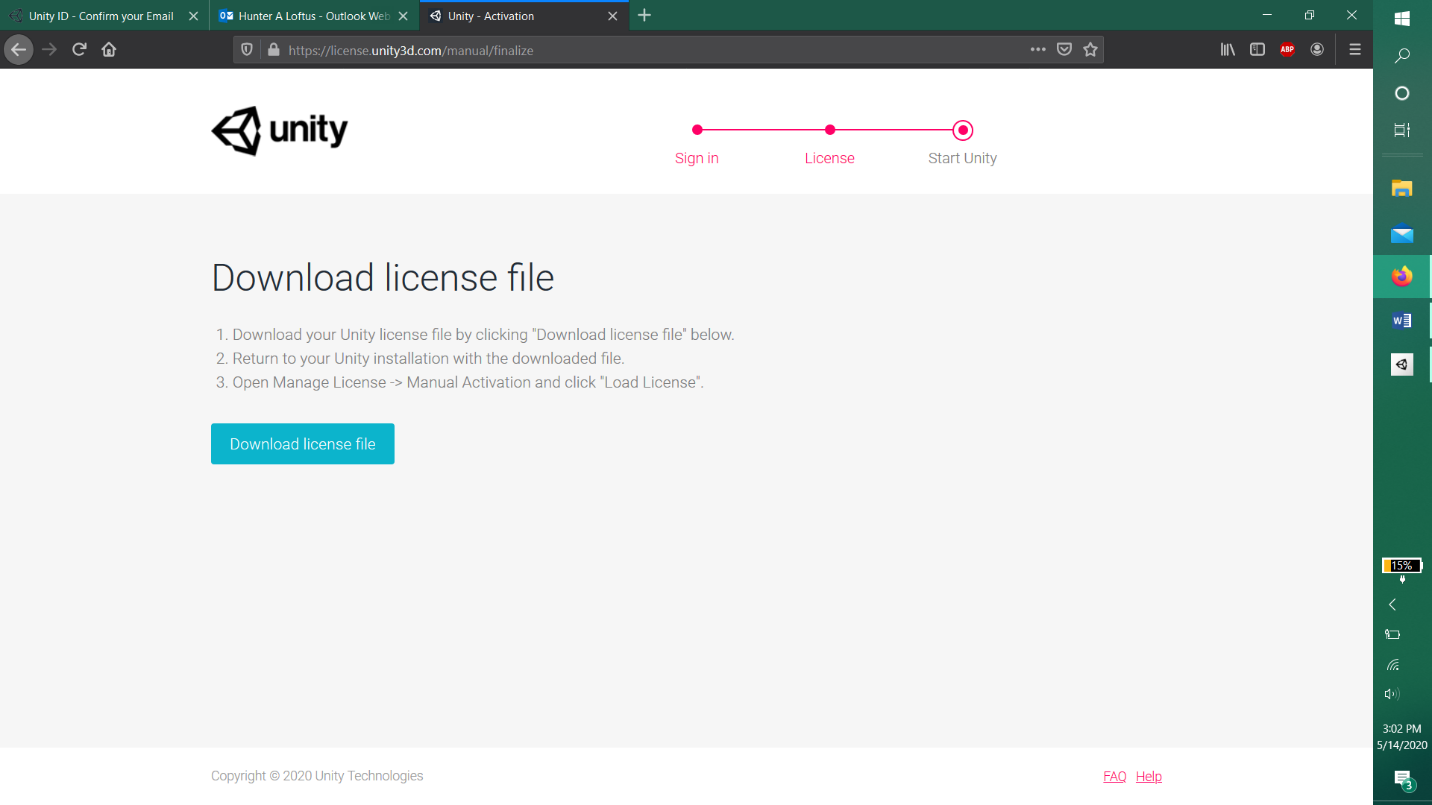 Unity ID - Confirm your Email
Hunter A Loftus - Outlook Web
Unity - Activation
https://license.unity3d.com/manual/finalize
ABP
unity
Sign in
License
Start Unity
Download license file
1. Download your Unity license file by clicking "Download license file" below.
2. Return to your Unity installation with the downloaded file.
3. Open Manage License -> Manual Activation and click "Load License".
Download license file
15%
3:02 PM
5/14/2020
3
Copyright © 2020 Unity Technologies
FAQ Help